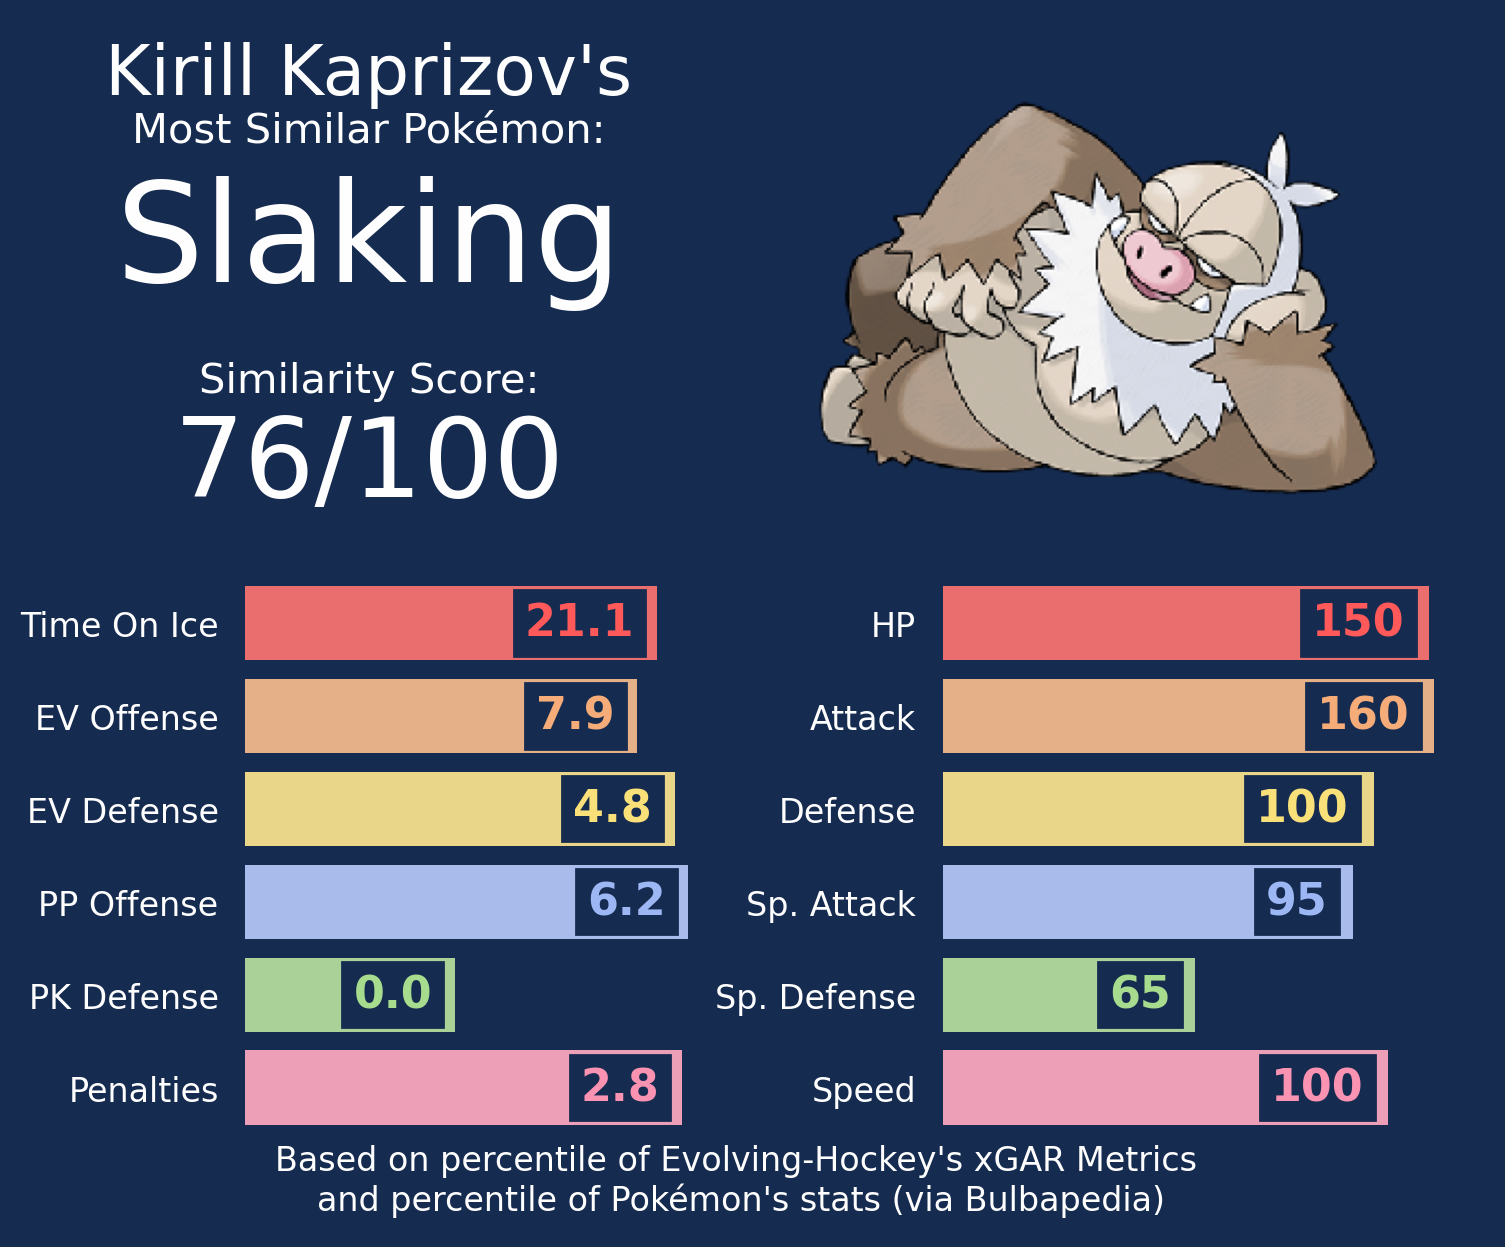 Kirill Kaprizov's
Most Similar Pokémon:
Slaking
Similarity Score:
76/100
Time On Ice 21.1
EV Offense 7.9
EV Defense 4.8
PP Offense 6.2
PK Defense 0.0
Penalties 2.8
HP 150
Attack 160
Defense 100
Sp. Attack 95
Sp. Defense 65
Speed 100
Based on percentile of Evolving-Hockey's xGAR Metrics
and percentile of Pokémon's stats (via Bulbapedia)